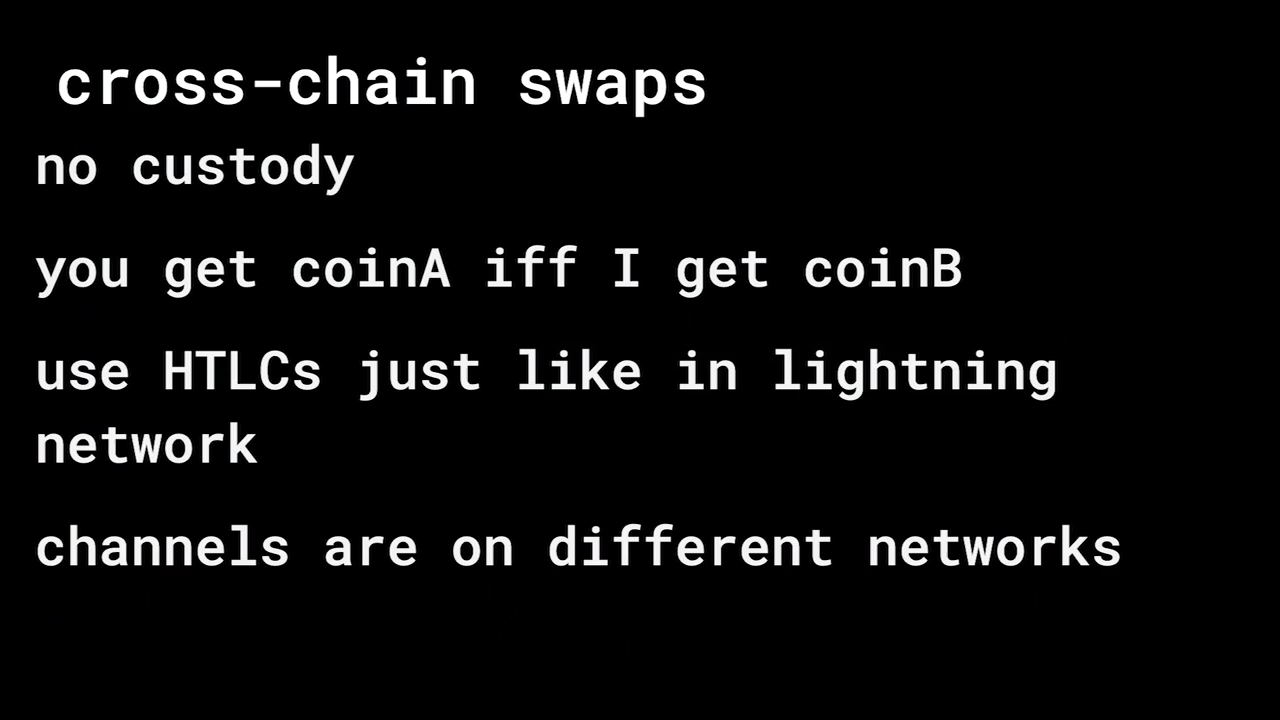 cross-chain swaps
no custody
you get coinA iff I get coinB
use HTLCs just like in lightning
network
channels are on different networks